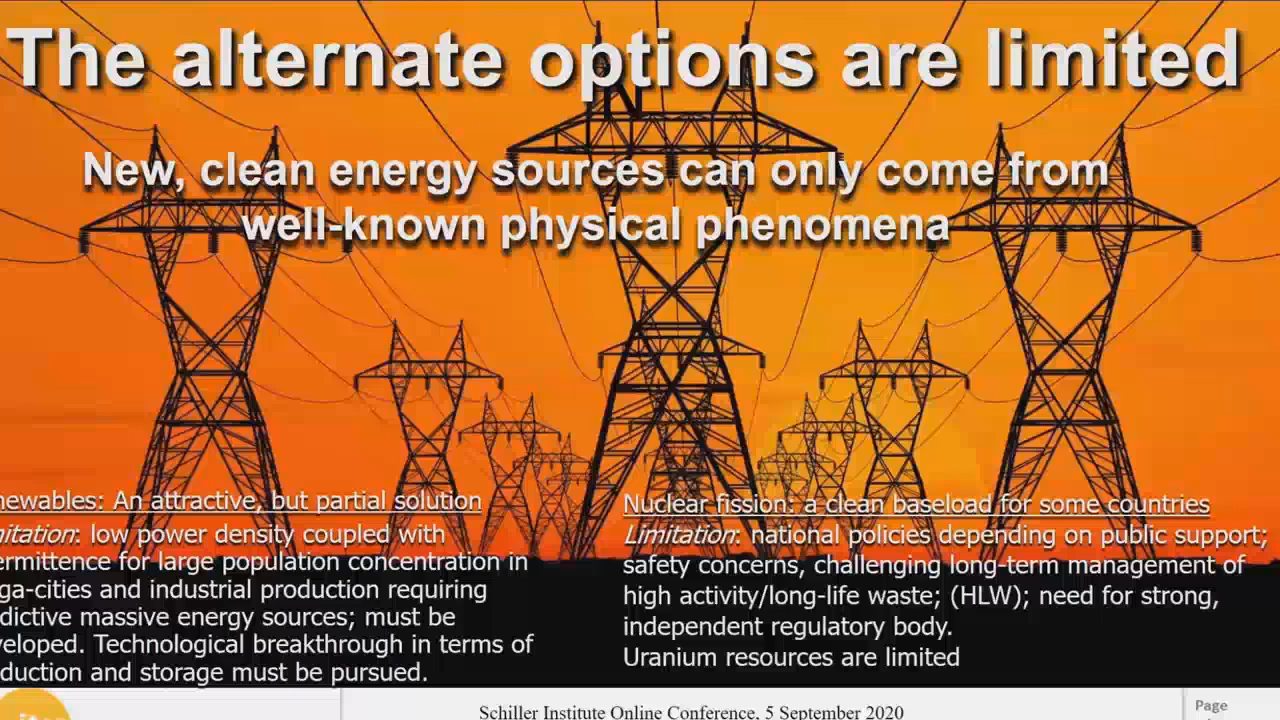 The alternate options are limited
New, clean energy sources can only come from
well-known physical phenomena
newables: An attractive, but partial solution
itation: low power density coupled with
ermittence for large population concentration in
ga-cities and industrial production requiring
dictive massive energy sources; must be
veloped. Technological breakthrough in terms of
duction and storage must be pursued.
Nuclear fission: a clean baseload for some countries
Limitation: national policies depending on public support;
safety concerns, challenging long-term management of
high activity/long-life waste; (HLW); need for strong,
independent regulatory body.
Uranium resources are limited
Schiller Institute Online Conference, 5 September 2020
Page